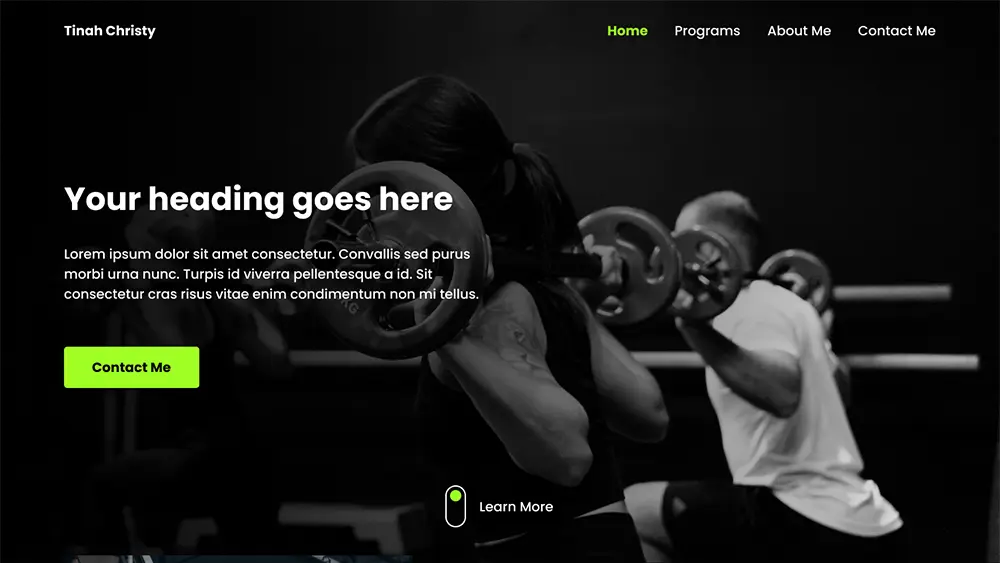 Tinah Christy
Home Programs About Me Contact Me
Your heading goes here
Lorem ipsum dolor sit amet consectetur. Convallis sed purus
morbi urna nunc. Turpis id viverra pellentesque a id. Sit
consectetur cras risus vitae enim condimentum non mi tellus.
Contact Me
Learn More